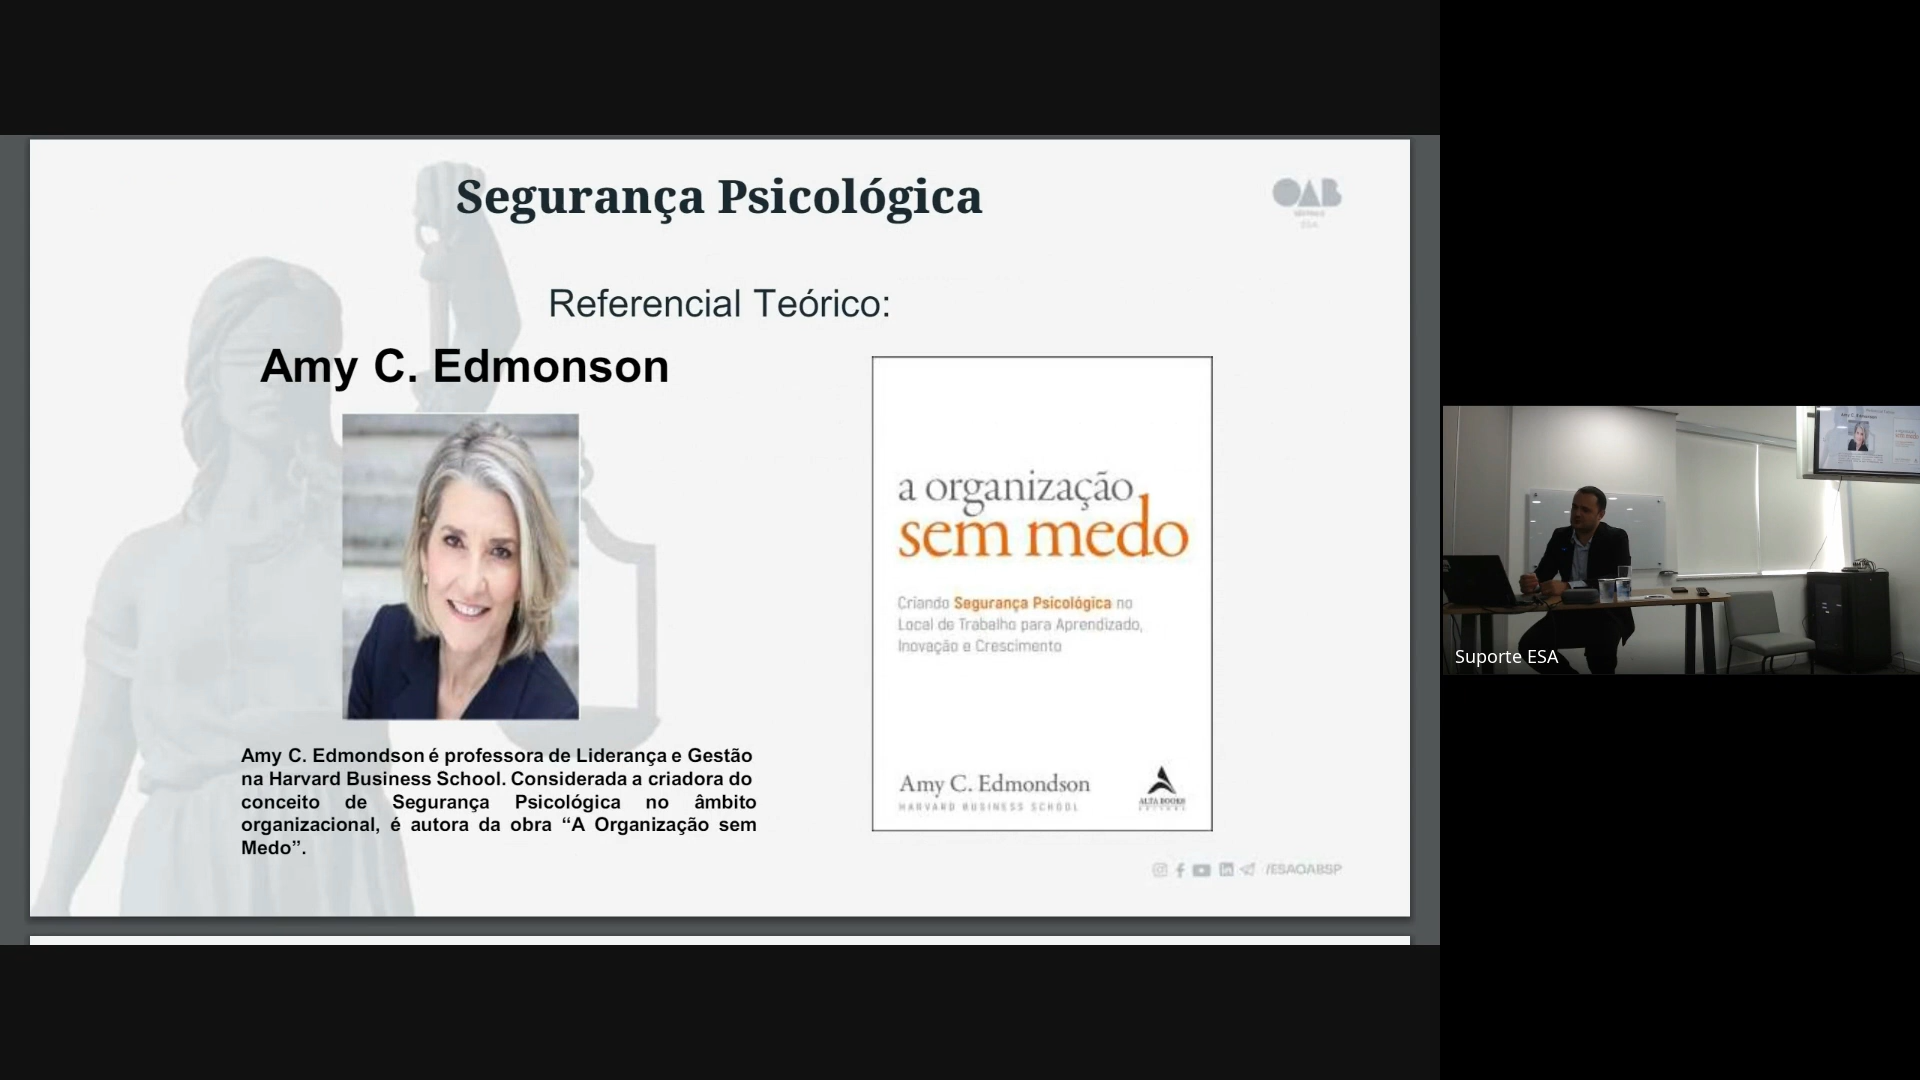 Segurança Psicológica
OAB
ESA
Referencial Teórico:
Amy C. Edmonson
a organização
sem medo
Criando Segurança Psicológica no
Local de Trabalho para Aprendizado,
Inovação e Crescimento
Amy C. Edmondson
HARVARD BUSINESS SCHOOL
ALTA BOOKS
EDITORA
Amy C. Edmondson é professora de Liderança e Gestão
na Harvard Business School. Considerada a criadora do
conceito de Segurança Psicológica no âmbito
organizacional, é autora da obra “A Organização sem
Medo”.
/ESAOABSP
Suporte ESA